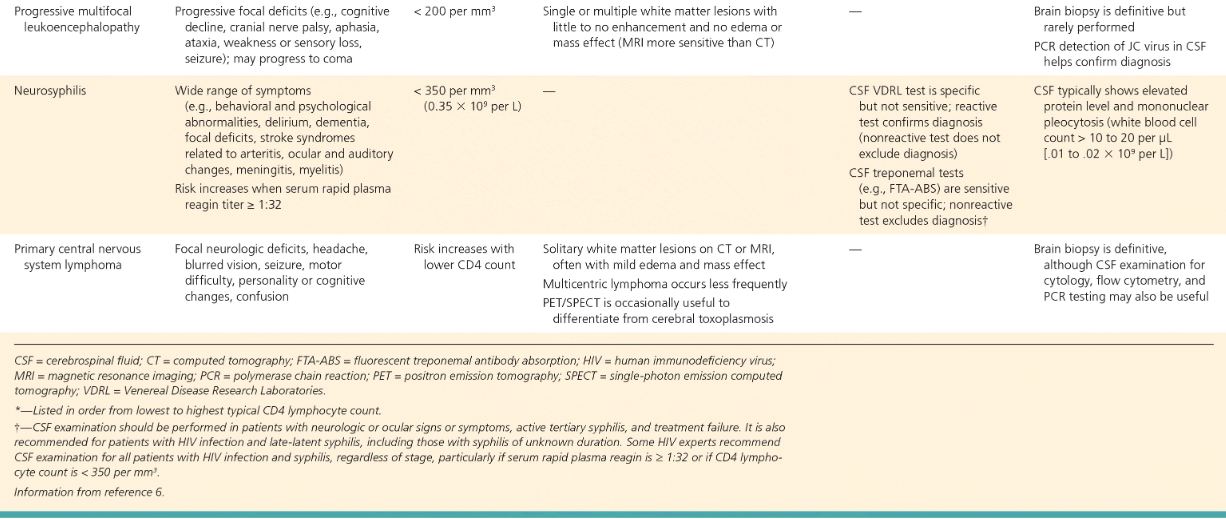 Progressive multifocal
leukoencephalopathy
Progressive focal deficits (e.g., cognitive
decline, cranial nerve palsy, aphasia,
ataxia, weakness or sensory loss,
seizure); may progress to coma
< 200 per mm³
Single or multiple white matter lesions with
little to no enhancement and no edema or
mass effect (MRI more sensitive than CT)
—
Brain biopsy is definitive but
rarely performed
PCR detection of JC virus in CSF
helps confirm diagnosis
Neurosyphilis
Wide range of symptoms
(e.g., behavioral and psychological
abnormalities, delirium, dementia,
focal deficits, stroke syndromes
related to arteritis, ocular and auditory
changes, meningitis, myelitis)
Risk increases when serum rapid plasma
reagin titer ≥ 1:32
< 350 per mm³
(0.35 × 10⁹ per L)
—
CSF VDRL test is specific
but not sensitive; reactive
test confirms diagnosis
(nonreactive test does not
exclude diagnosis)
CSF treponemal tests
(e.g., FTA-ABS) are sensitive
but not specific; nonreactive
test excludes diagnosis†
CSF typically shows elevated
protein level and mononuclear
pleocytosis (white blood cell
count > 10 to 20 per µL
[.01 to .02 × 10⁹ per L])
Primary central nervous
system lymphoma
Focal neurologic deficits, headache,
blurred vision, seizure, motor
difficulty, personality or cognitive
changes, confusion
Risk increases with
lower CD4 count
Solitary white matter lesions on CT or MRI,
often with mild edema and mass effect
Multicentric lymphoma occurs less frequently
PET/SPECT is occasionally useful to
differentiate from cerebral toxoplasmosis
—
Brain biopsy is definitive,
although CSF examination for
cytology, flow cytometry, and
PCR testing may also be useful
CSF = cerebrospinal fluid; CT = computed tomography; FTA-ABS = fluorescent treponemal antibody absorption; HIV = human immunodeficiency virus;
MRI = magnetic resonance imaging; PCR = polymerase chain reaction; PET = positron emission tomography; SPECT = single-photon emission computed
tomography; VDRL = Venereal Disease Research Laboratories.
*—Listed in order from lowest to highest typical CD4 lymphocyte count.
†—CSF examination should be performed in patients with neurologic or ocular signs or symptoms, active tertiary syphilis, and treatment failure. It is also
recommended for patients with HIV infection and late-latent syphilis, including those with syphilis of unknown duration. Some HIV experts recommend
CSF examination for all patients with HIV infection and syphilis, regardless of stage, particularly if serum rapid plasma reagin is ≥ 1:32 or if CD4 lympho-
cyte count is < 350 per mm³.
Information from reference 6.